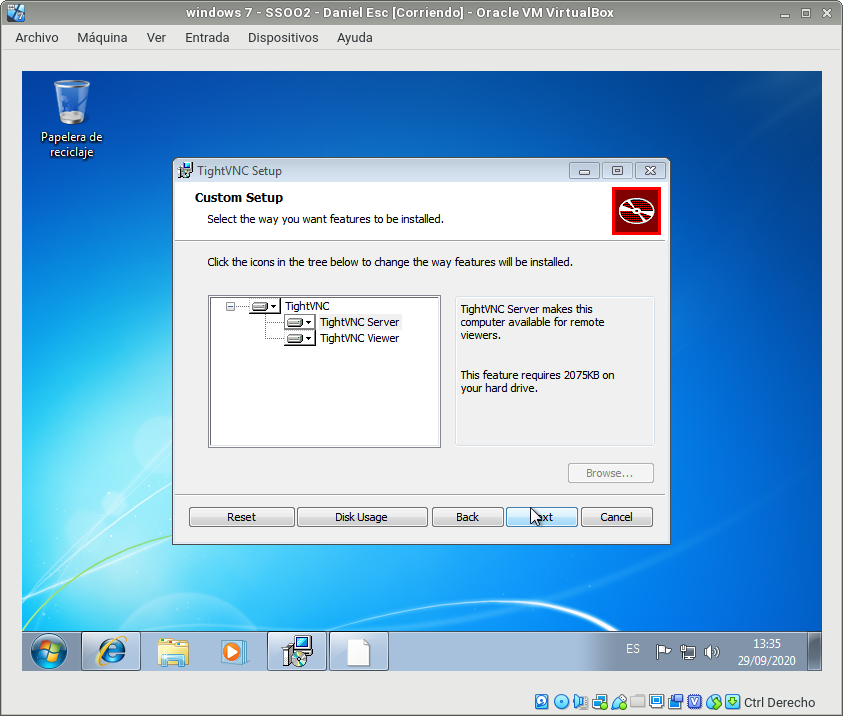 windows 7 - SSOO2 - Daniel Esc [Corriendo] - Oracle VM VirtualBox
Archivo Máquina Ver Entrada Dispositivos Ayuda
Papelera de
reciclaje
TightVNC Setup
Custom Setup
Select the way you want features to be installed.
Click the icons in the tree below to change the way features will be installed.
TightVNC
TightVNC Server
TightVNC Viewer
TightVNC Server makes this
computer available for remote
viewers.
This feature requires 2075KB on
your hard drive.
Browse...
Reset Disk Usage Back Cancel
ES
13:35
29/09/2020
Ctrl Derecho